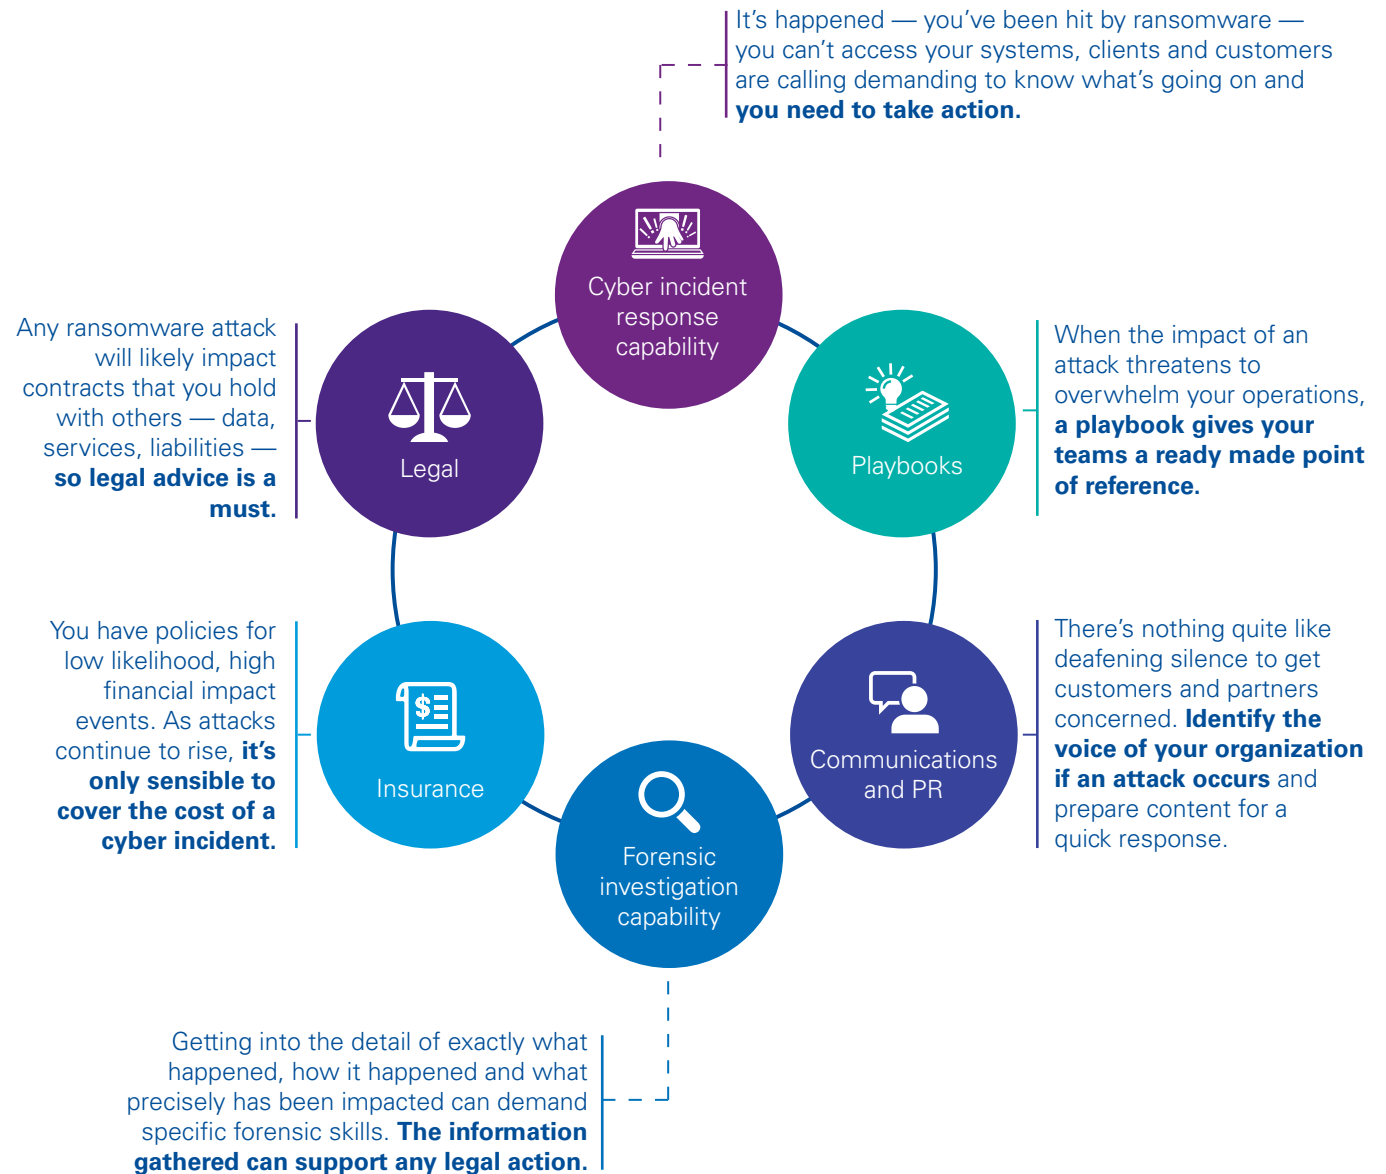 It's happened — you've been hit by ransomware —
you can't access your systems, clients and customers
are calling demanding to know what's going on and
you need to take action.
Cyber incident
response
capability
Any ransomware attack
will likely impact
contracts that you hold
with others — data,
services, liabilities —
so legal advice is a
must.
Legal
Playbooks
When the impact of an
attack threatens to
overwhelm your operations,
a playbook gives your
teams a ready made point
of reference.
You have policies for
low likelihood, high
financial impact
events. As attacks
continue to rise, it's
only sensible to
cover the cost of a
cyber incident.
$
Insurance
Communications
and PR
There's nothing quite like
deafening silence to get
customers and partners
concerned. Identify the
voice of your organization
if an attack occurs and
prepare content for a
quick response.
Forensic
investigation
capability
Getting into the detail of exactly what
happened, how it happened and what
precisely has been impacted can demand
specific forensic skills. The information
gathered can support any legal action.